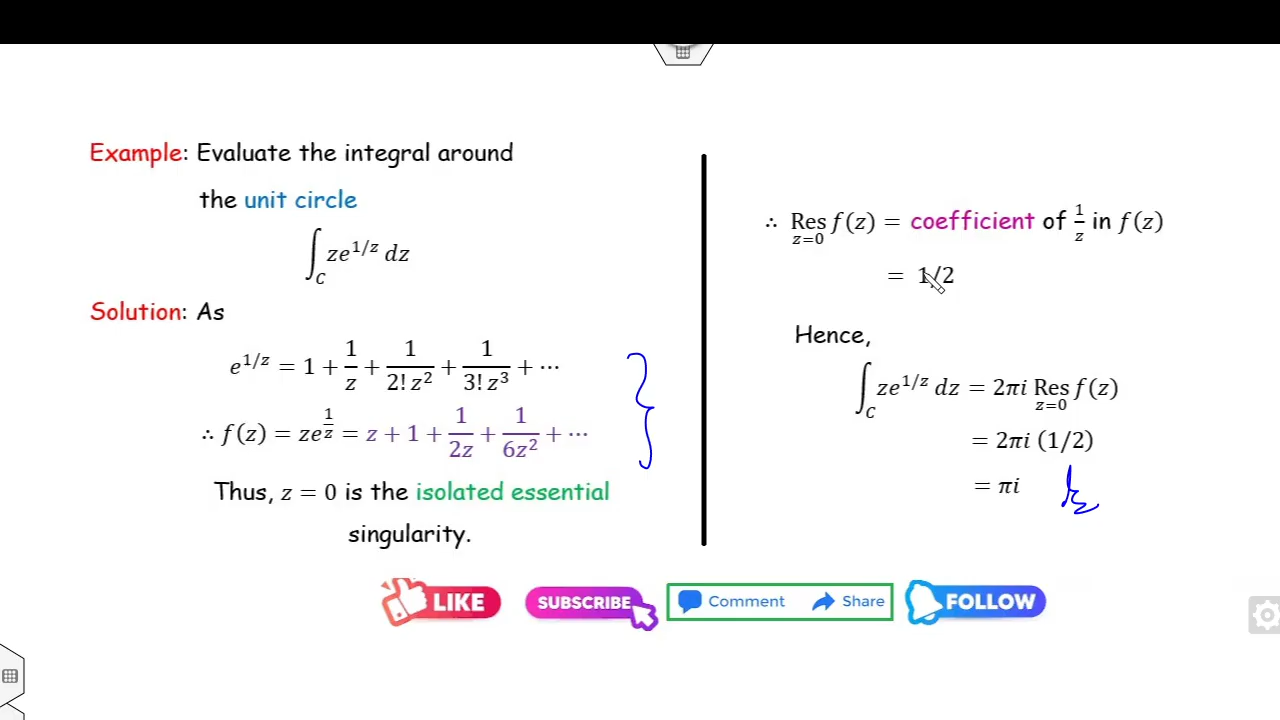 Example: Evaluate the integral around
the unit circle
∫_C ze^{1/z} dz
Solution: As
e^{1/z} = 1 + 1/z + 1/(2! z²) + 1/(3! z³) + ⋯
∴ f(z) = ze^{1/z} = z + 1 + 1/(2z) + 1/(6z²) + ⋯
Thus, z = 0 is the isolated essential
singularity.
∴ Res_{z=0} f(z) = coefficient of 1/z in f(z)
= 1/2
Hence,
∫_C ze^{1/z} dz = 2πi Res_{z=0} f(z)
= 2πi (1/2)
= πi
LIKE SUBSCRIBE Comment Share FOLLOW